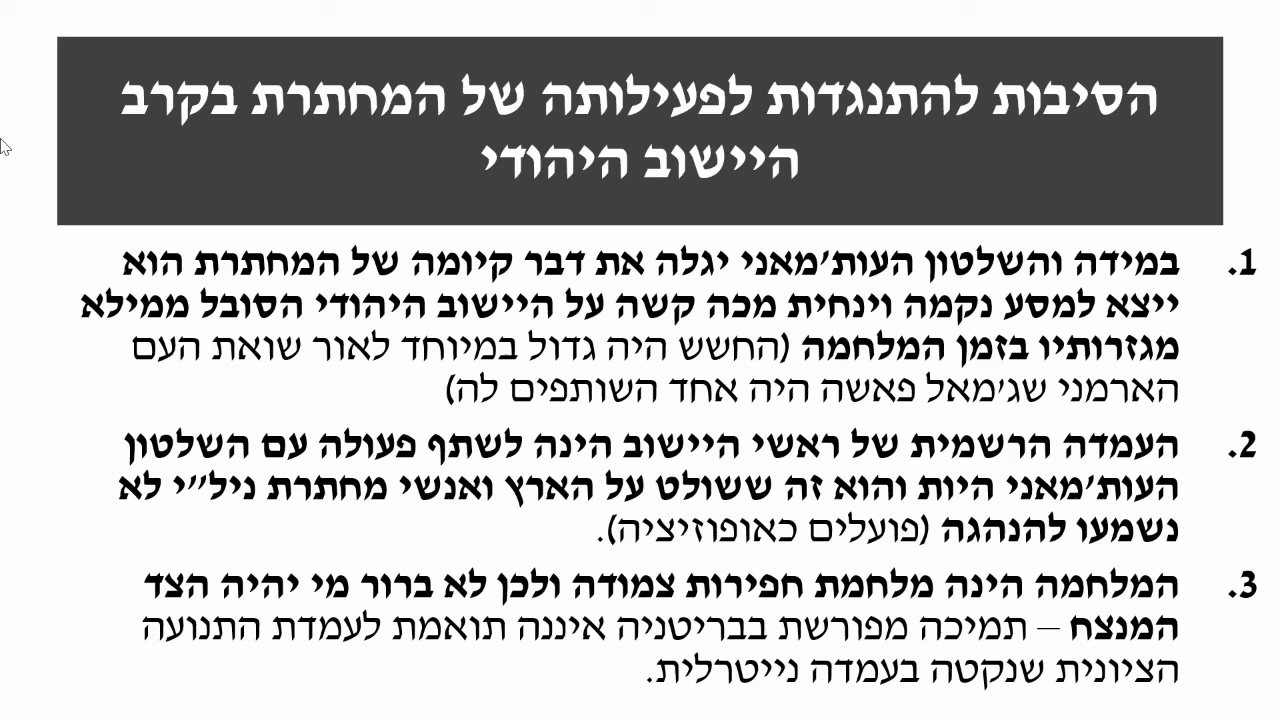 הסיבות להתנגדות לפעילותה של המחתרת בקרב
היישוב היהודי
1. במידה והשלטון העות'מאני יגלה את דבר קיומה של המחתרת הוא
ייצא למסע נקמה וינחית מכה קשה על היישוב היהודי הסובל ממילא
מגזרותיו בזמן המלחמה (החשש היה גדול במיוחד לאור שואת העם
הארמני שג'מאל פאשה היה אחד השותפים לה)
2. העמדה הרשמית של ראשי היישוב הינה לשתף פעולה עם השלטון
העות'מאני היות והוא זה ששולט על הארץ ואנשי מחתרת ניל"י לא
נשמעו להנהגה (פועלים כאופוזיציה).
3. המלחמה הינה מלחמת חפירות צמודה ולכן לא ברור מי יהיה הצד
המנצח – תמיכה מפורשת בבריטניה איננה תואמת לעמדת התנועה
הציונית שנקטה בעמדה נייטרלית.